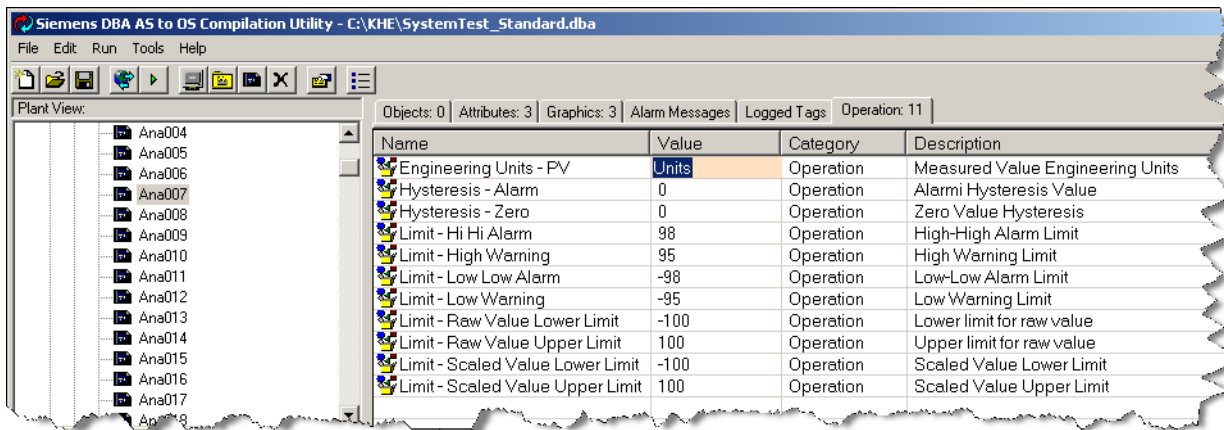 Siemens DBA AS to OS Compilation Utility - C:\KHE\SystemTest_Standard.dba
File Edit Run Tools Help
Plant View:
Ana004
Ana005
Ana006
Ana007
Ana008
Ana009
Ana010
Ana011
Ana012
Ana013
Ana014
Ana015
Ana016
Ana017
Objects: 0 Attributes: 3 Graphics: 3 Alarm Messages Logged Tags Operation: 11
Name Value Category Description
Engineering Units - PV Units Operation Measured Value Engineering Units
Hysteresis - Alarm 0 Operation Alarmi Hysteresis Value
Hysteresis - Zero 0 Operation Zero Value Hysteresis
Limit - Hi Hi Alarm 98 Operation High-High Alarm Limit
Limit - High Warning 95 Operation High Warning Limit
Limit - Low Low Alarm -98 Operation Low-Low Alarm Limit
Limit - Low Warning -95 Operation Low Warning Limit
Limit - Raw Value Lower Limit -100 Operation Lower limit for raw value
Limit - Raw Value Upper Limit 100 Operation Upper limit for raw value
Limit - Scaled Value Lower Limit -100 Operation Scaled Value Lower Limit
Limit - Scaled Value Upper Limit 100 Operation Scaled Value Upper Limit